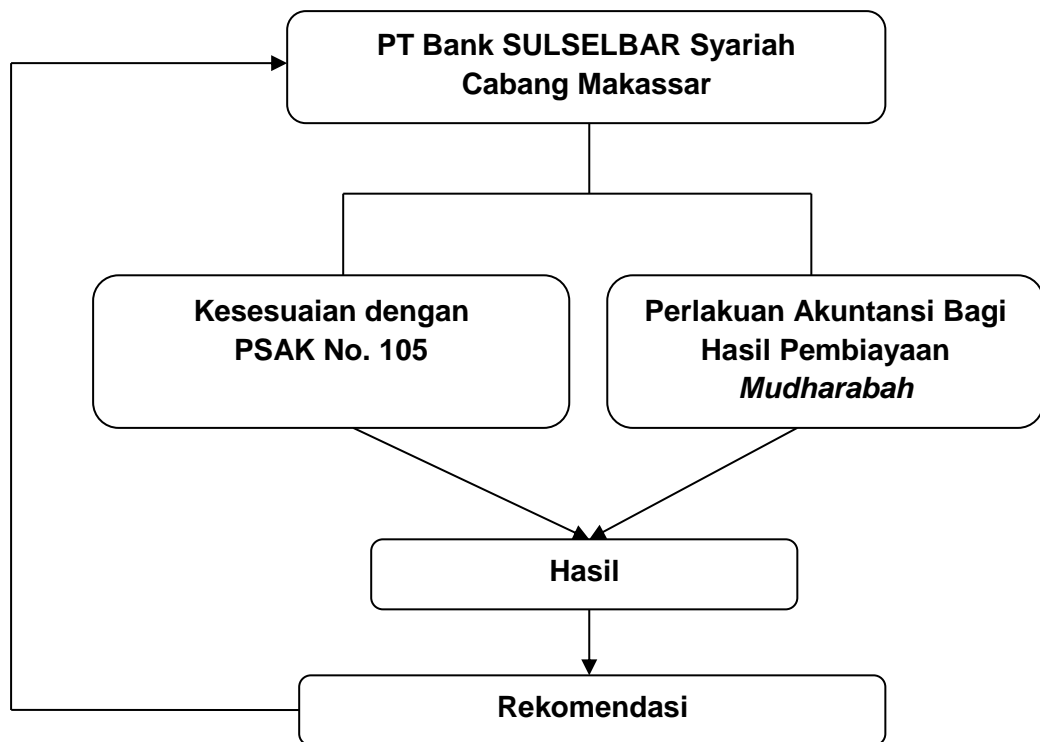 PT Bank SULSELBAR Syariah
Cabang Makassar
Kesesuaian dengan
PSAK No. 105
Perlakuan Akuntansi Bagi
Hasil Pembiayaan
Mudharabah
Hasil
Rekomendasi